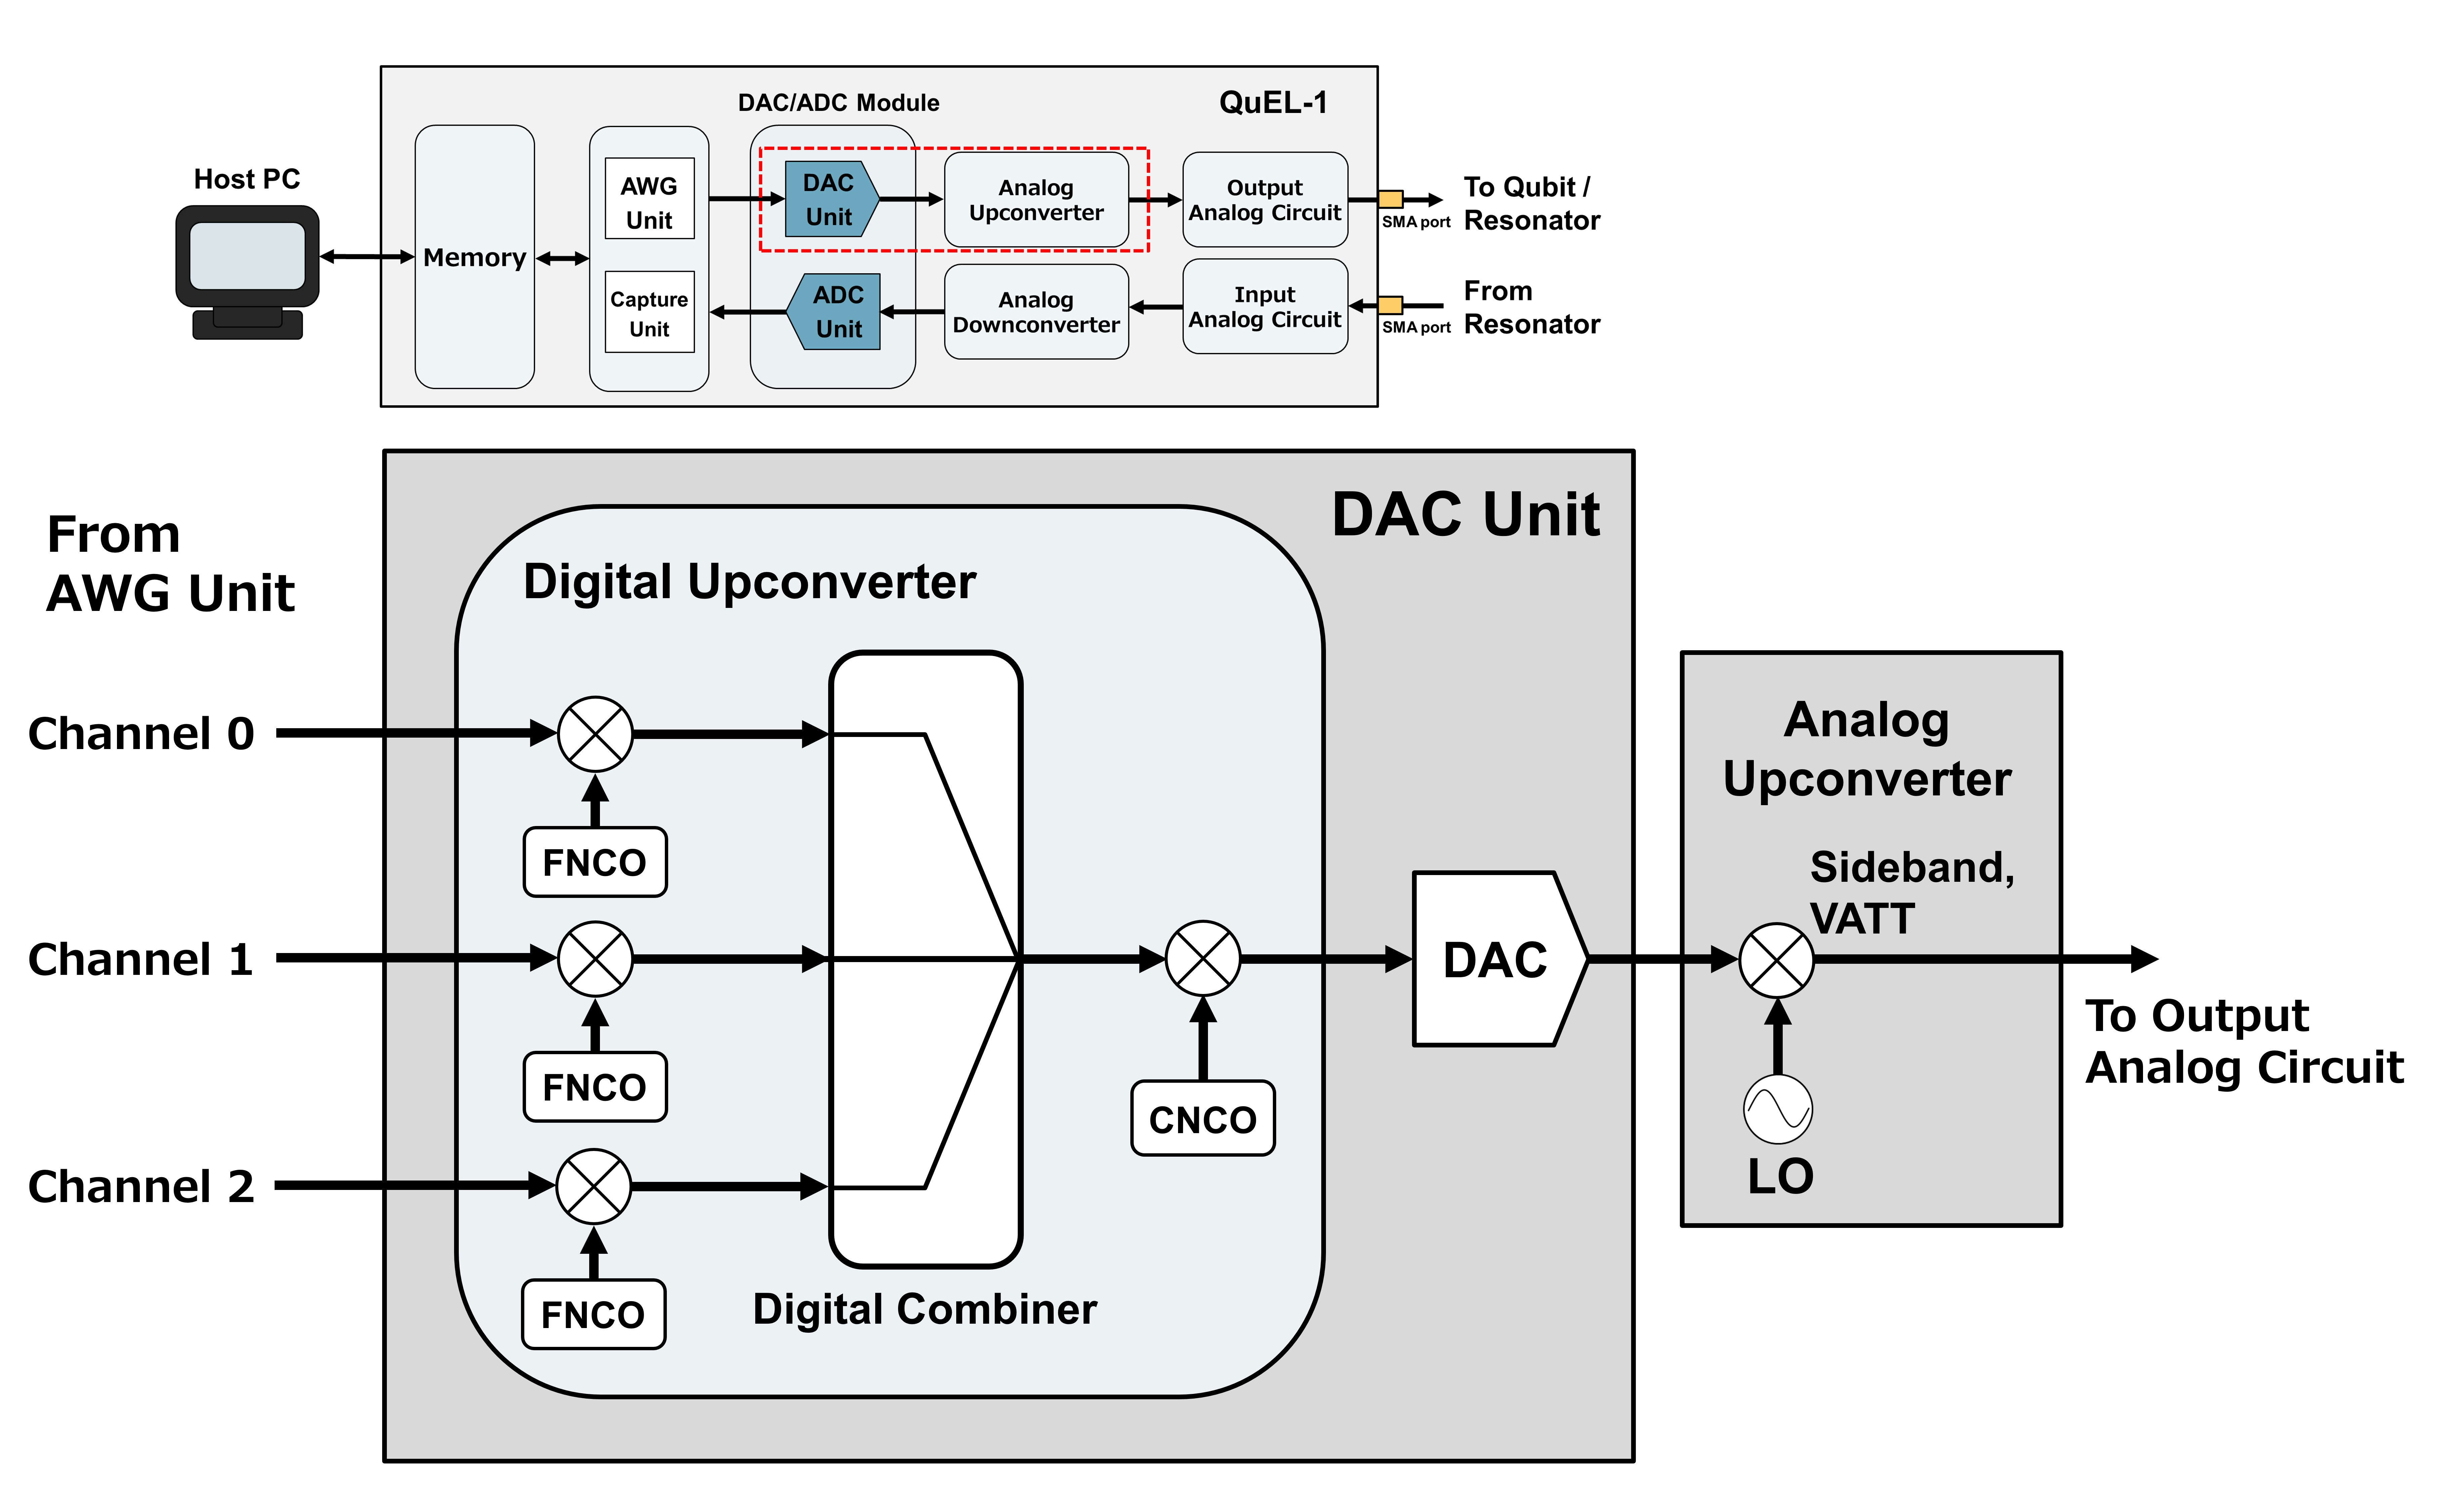 DAC/ADC Module
QuEL-1
Host PC
Memory
AWG
Unit
Capture
Unit
DAC
Unit
ADC
Unit
Analog
Upconverter
Analog
Downconverter
Output
Analog Circuit
Input
Analog Circuit
SMA port
To Qubit /
Resonator
SMA port
From
Resonator
DAC Unit
From
AWG Unit
Digital Upconverter
Channel 0
FNCO
Channel 1
FNCO
Channel 2
FNCO
Digital Combiner
CNCO
DAC
Analog
Upconverter
Sideband,
VATT
LO
To Output
Analog Circuit